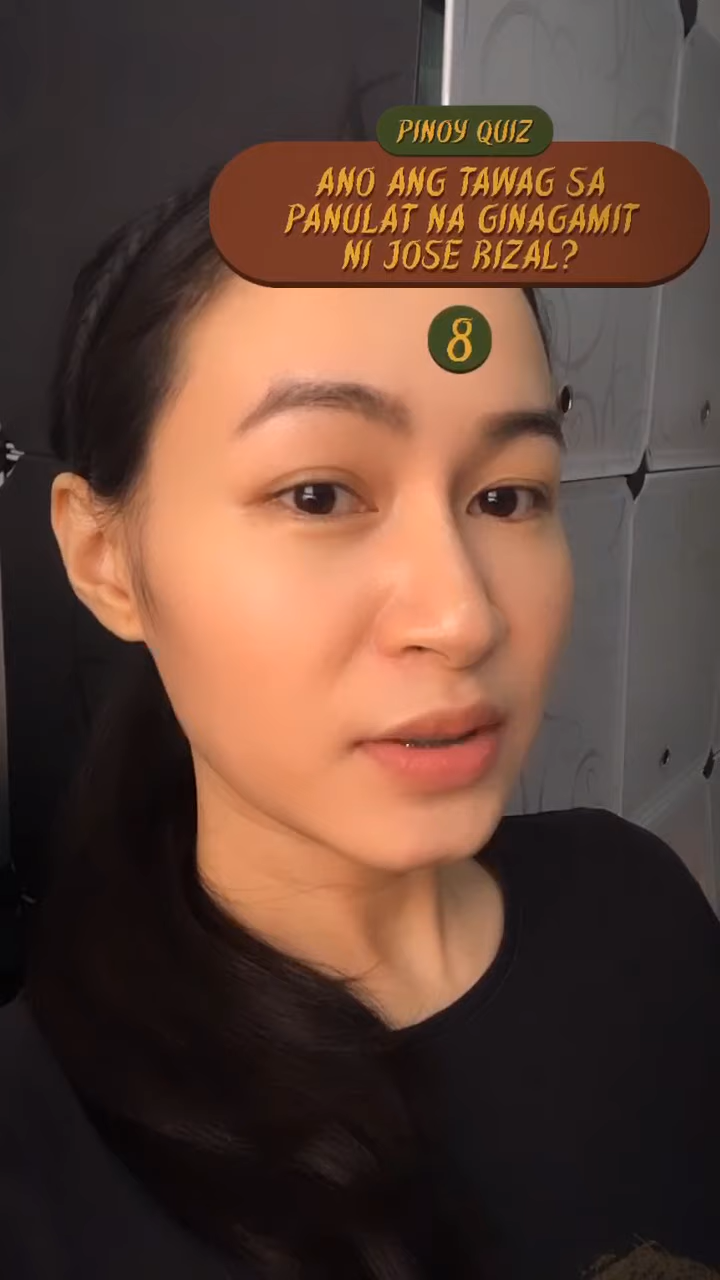 PINOY QUIZ
ANO ANG TAWAG SA
PANULAT NA GINAGAMIT
NI JOSE RIZAL?
8